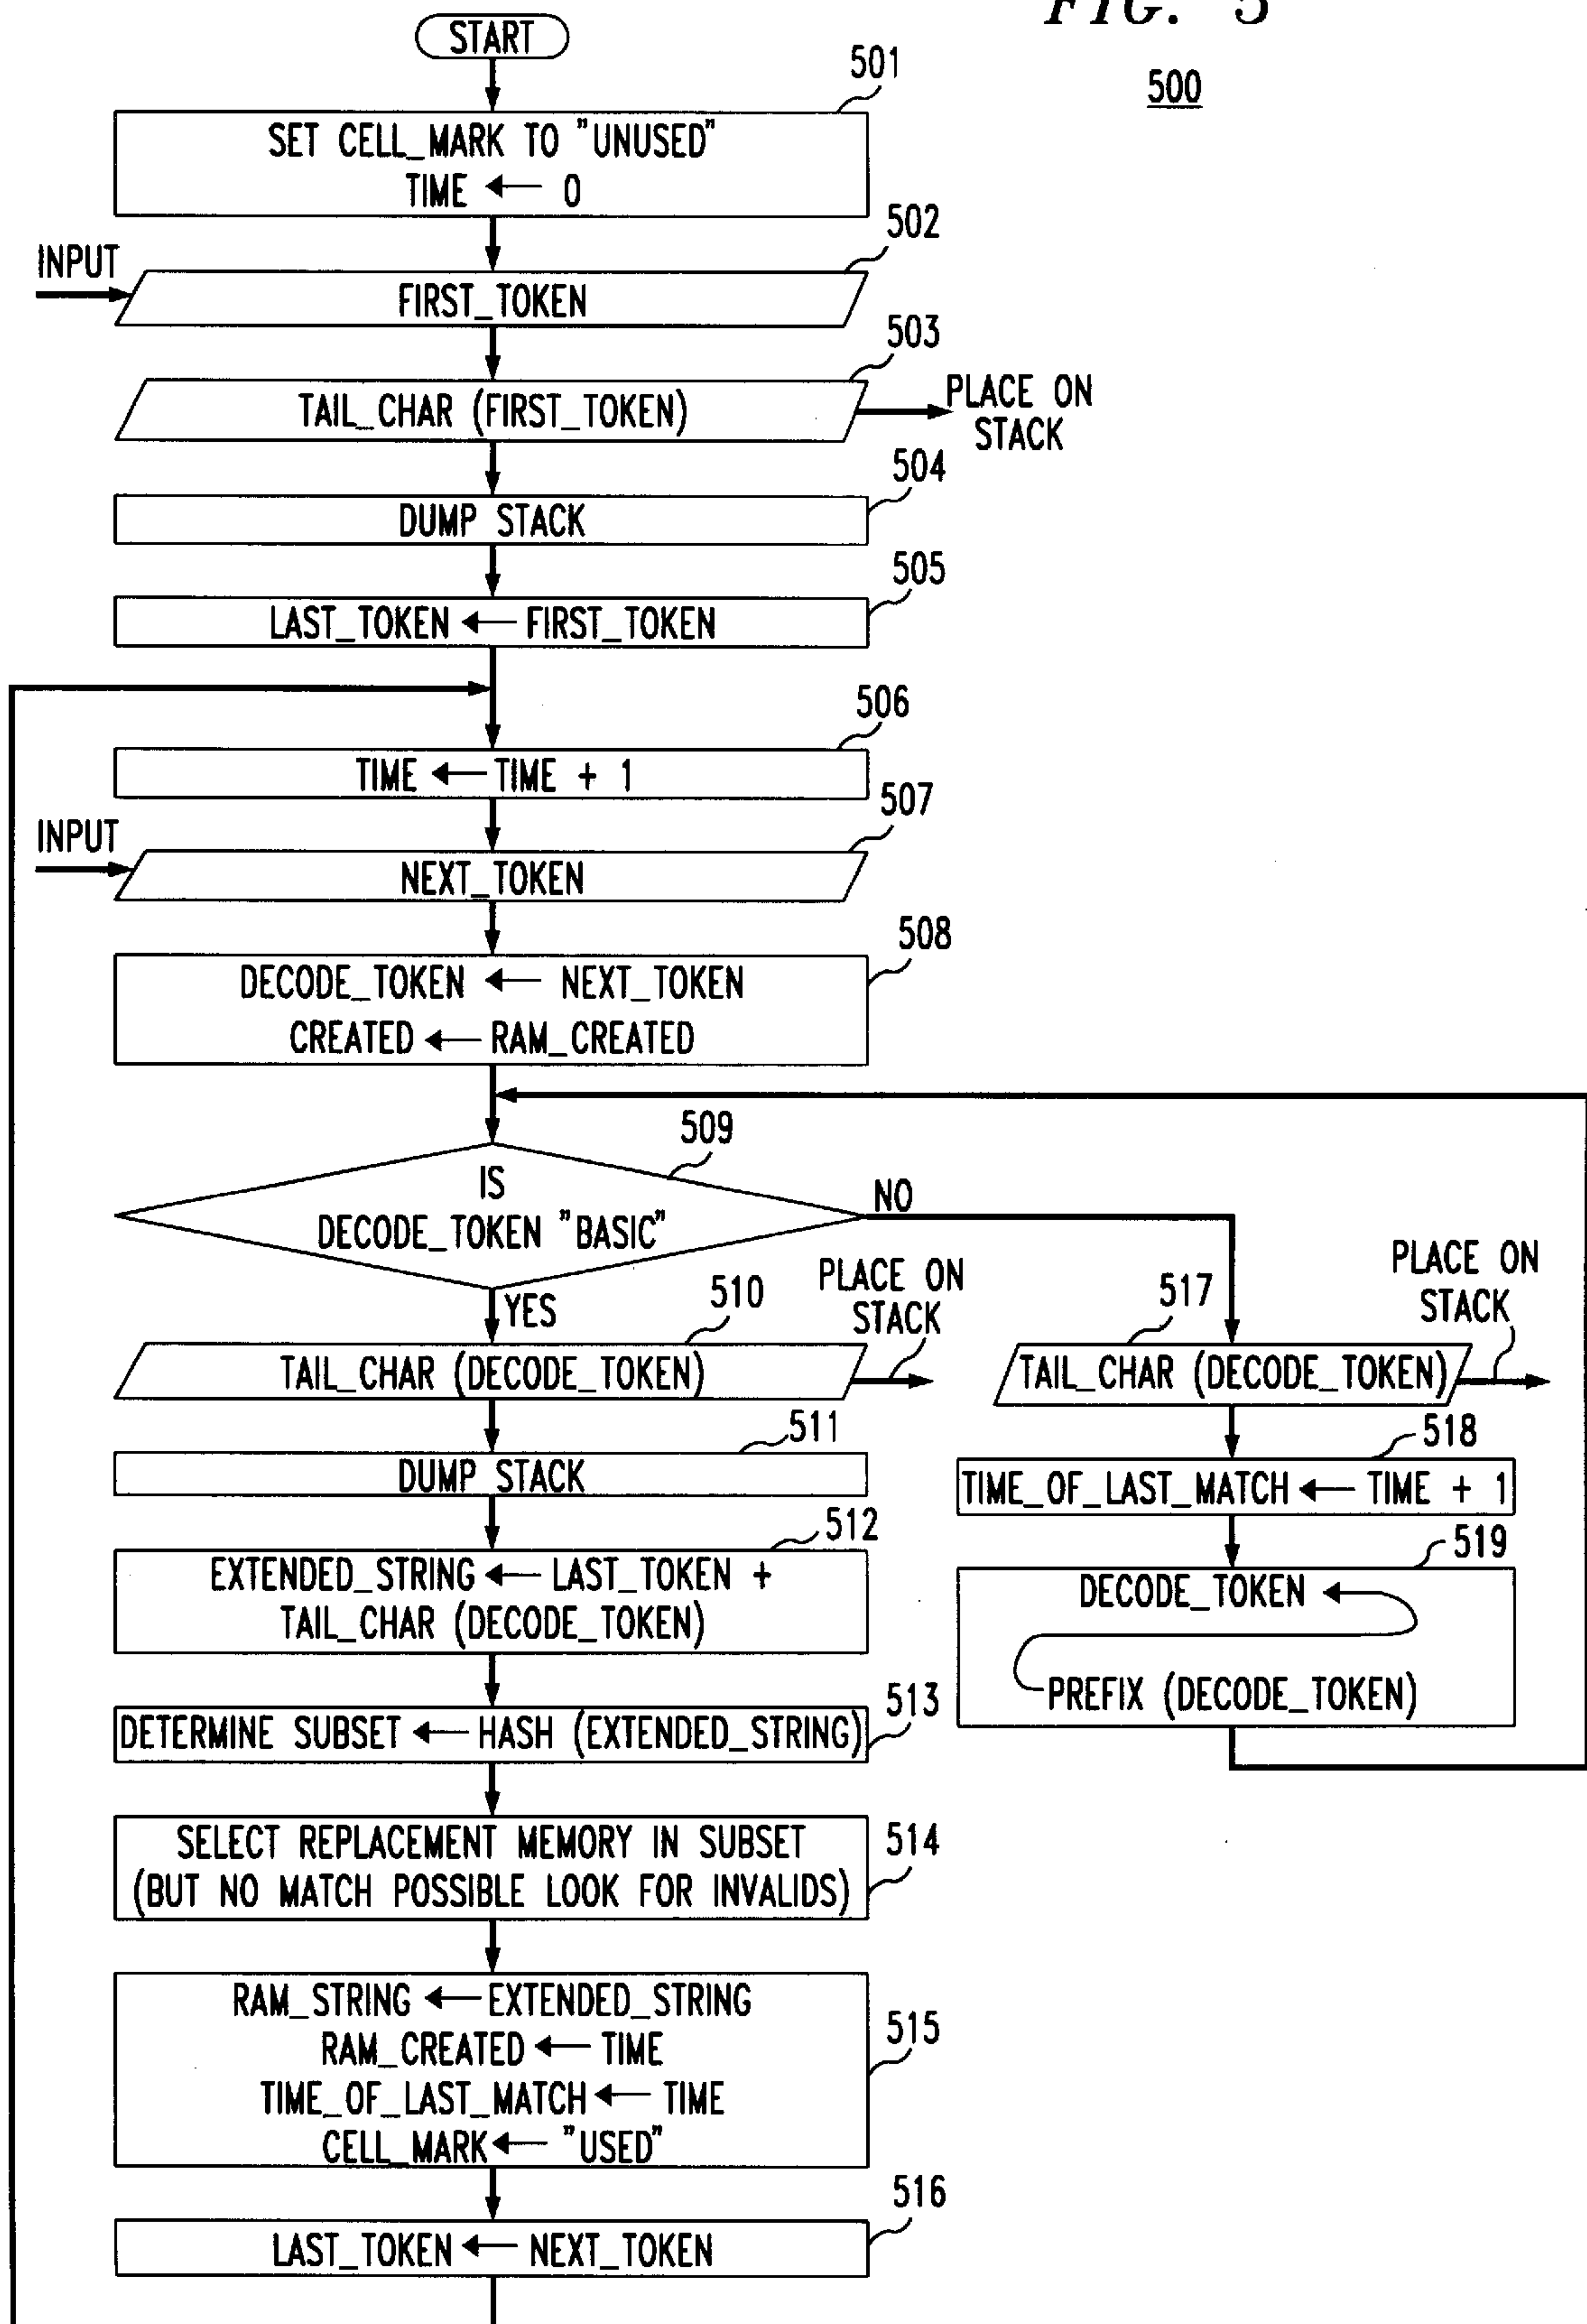 FIG. 5
500
START
501
SET CELL_MARK TO "UNUSED"
TIME ← 0
502
INPUT
FIRST_TOKEN
503
TAIL_CHAR (FIRST_TOKEN)
PLACE ON
STACK
504
DUMP STACK
505
LAST_TOKEN ← FIRST_TOKEN
506
TIME ← TIME + 1
507
INPUT
NEXT_TOKEN
508
DECODE_TOKEN ← NEXT_TOKEN
CREATED ← RAM_CREATED
509
IS
DECODE_TOKEN "BASIC"
NO
YES
510
PLACE ON
STACK
TAIL_CHAR (DECODE_TOKEN)
511
DUMP STACK
512
EXTENDED_STRING ← LAST_TOKEN +
TAIL_CHAR (DECODE_TOKEN)
DETERMINE SUBSET ← HASH (EXTENDED_STRING)
513
SELECT REPLACEMENT MEMORY IN SUBSET
(BUT NO MATCH POSSIBLE LOOK FOR INVALIDS)
514
RAM_STRING ← EXTENDED_STRING
RAM_CREATED ← TIME
TIME_OF_LAST_MATCH ← TIME
CELL_MARK ← "USED"
515
516
LAST_TOKEN ← NEXT_TOKEN
517
PLACE ON
STACK
TAIL_CHAR (DECODE_TOKEN)
518
TIME_OF_LAST_MATCH ← TIME + 1
519
DECODE_TOKEN ←
PREFIX (DECODE_TOKEN)